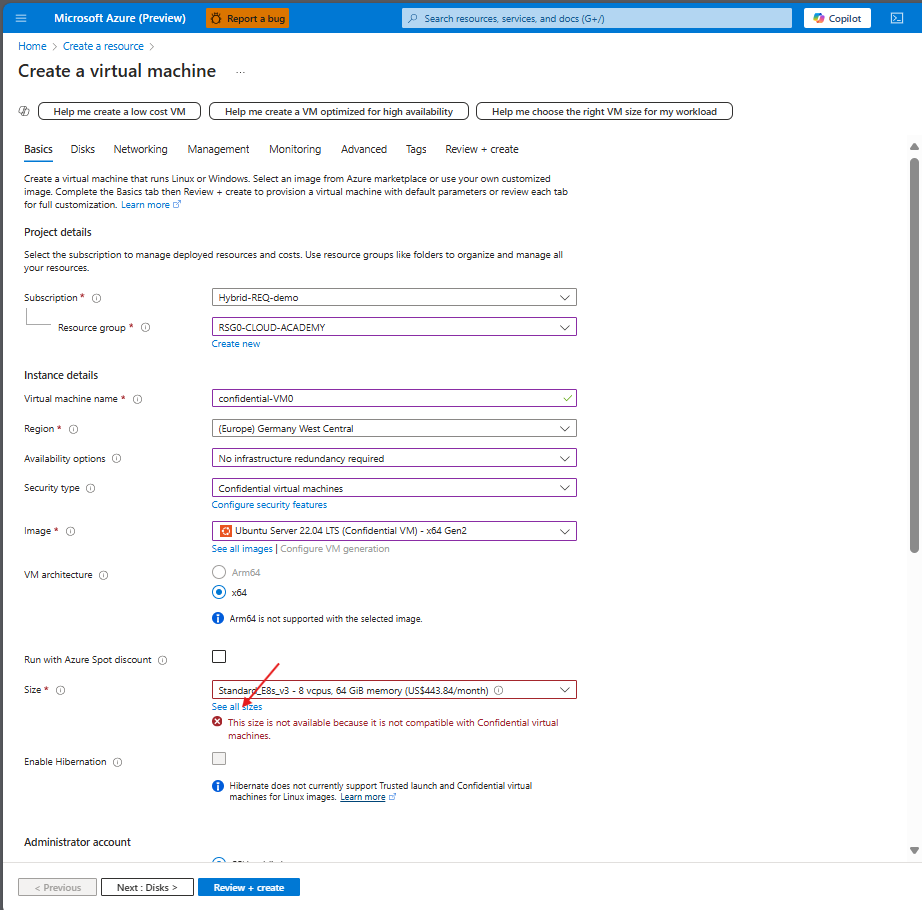 Microsoft Azure (Preview)
Report a bug
Search resources, services, and docs (G+/)
Copilot
Home > Create a resource >
Create a virtual machine ...
Help me create a low cost VM
Help me create a VM optimized for high availability
Help me choose the right VM size for my workload
Basics Disks Networking Management Monitoring Advanced Tags Review + create
Create a virtual machine that runs Linux or Windows. Select an image from Azure marketplace or use your own customized
image. Complete the Basics tab then Review + create to provision a virtual machine with default parameters or review each tab
for full customization. Learn more
Project details
Select the subscription to manage deployed resources and costs. Use resource groups like folders to organize and manage all
your resources.
Subscription *
Hybrid-REQ-demo
Resource group *
RSG0-CLOUD-ACADEMY
Create new
Instance details
Virtual machine name *
confidential-VM0
Region *
(Europe) Germany West Central
Availability options
No infrastructure redundancy required
Security type
Confidential virtual machines
Configure security features
Image *
Ubuntu Server 22.04 LTS (Confidential VM) - x64 Gen2
See all images | Configure VM generation
VM architecture
Arm64
x64
Arm64 is not supported with the selected image.
Run with Azure Spot discount
Size *
Standard_E8s_v3 - 8 vcpus, 64 GiB memory (US$443.84/month)
See all sizes
This size is not available because it is not compatible with Confidential virtual
machines.
Enable Hibernation
Hibernate does not currently support Trusted launch and Confidential virtual
machines for Linux images. Learn more
Administrator account
< Previous
Next : Disks >
Review + create